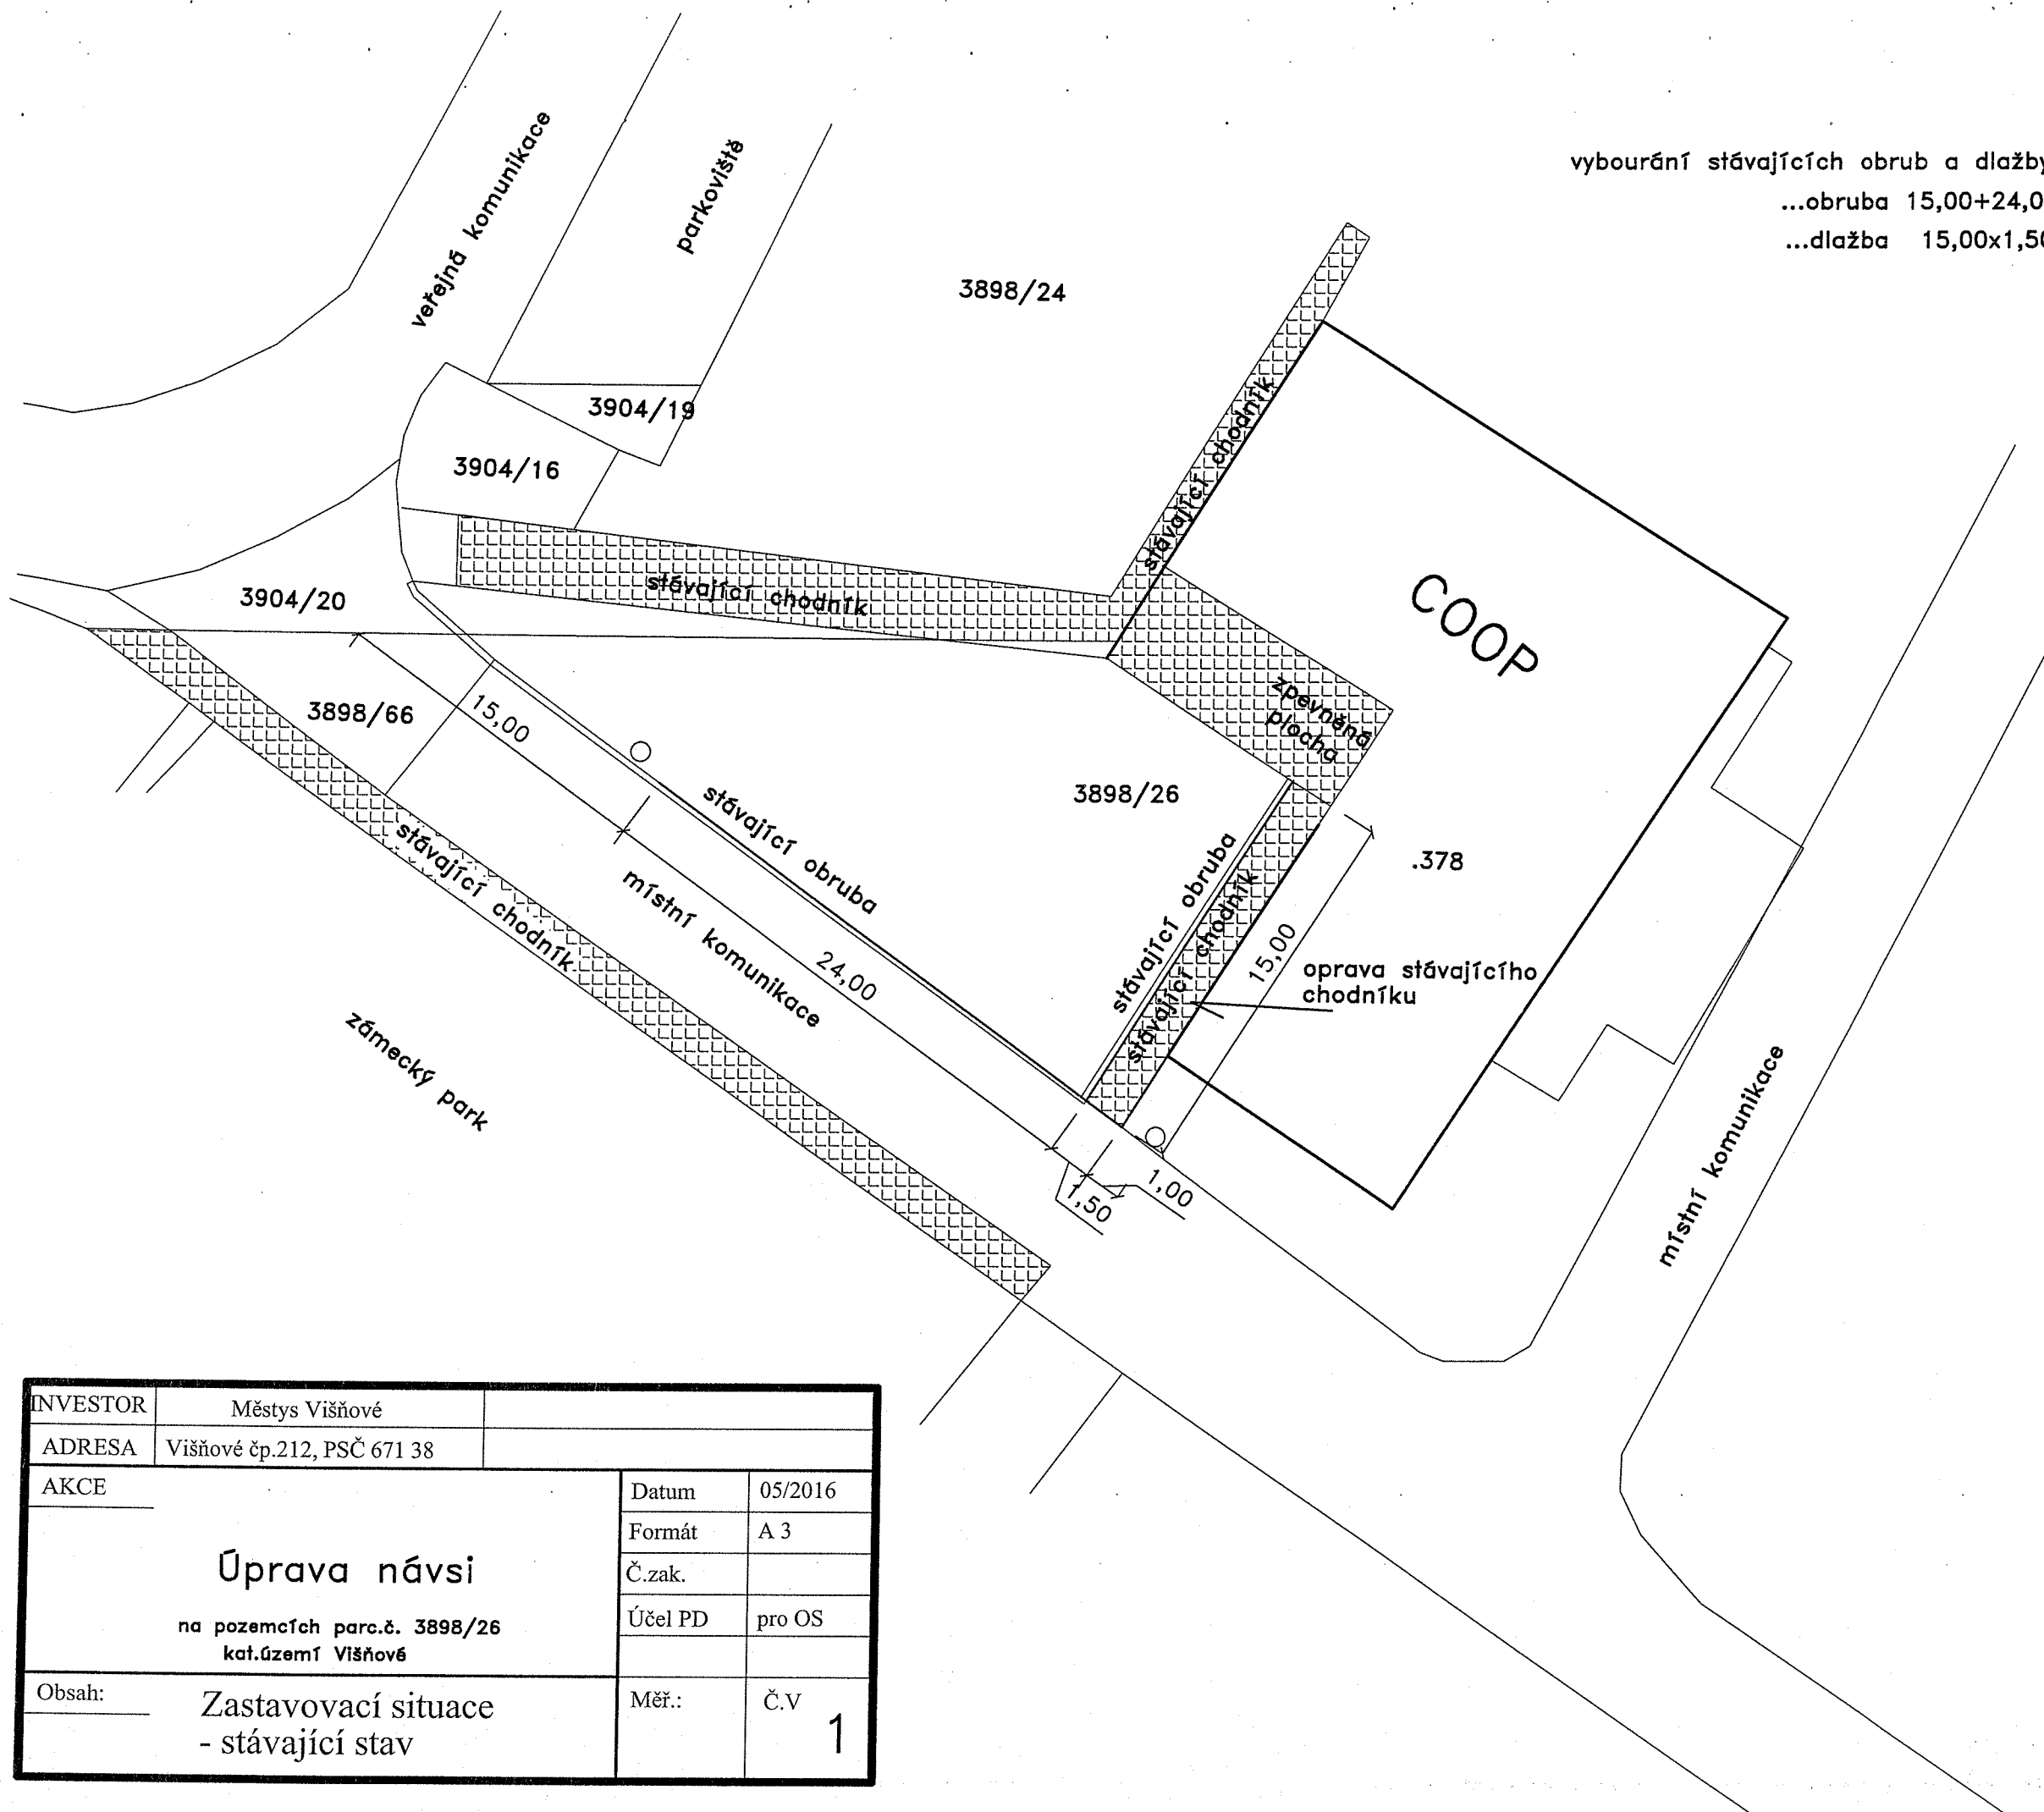 vybourání stávajících obrub a dlažby
...obruba 15,00+24,0
...dlažba 15,00x1,50
veřejná komunikace
parkoviště
3898/24
3904/19
3904/16
stávající chodník
COOP
3904/20
stávající chodník
3898/66
15,00
zpevněná
plocha
3898/26
stávající obruba
stávající chodník
místní komunikace
24,00
stávající obruba
stávající chodník
15,00
.378
oprava stávajícího
chodníku
zámecký park
1,00
1,50
místní komunikace
INVESTOR Městys Višňové
ADRESA Višňové čp.212, PSČ 671 38
AKCE
Úprava návsi
na pozemcích parc.č. 3898/26
kat.území Višňové
Datum 05/2016
Formát A 3
Č.zak.
Účel PD pro OS
Obsah:
Zastavovací situace
- stávající stav
Měř.:
Č.V
1